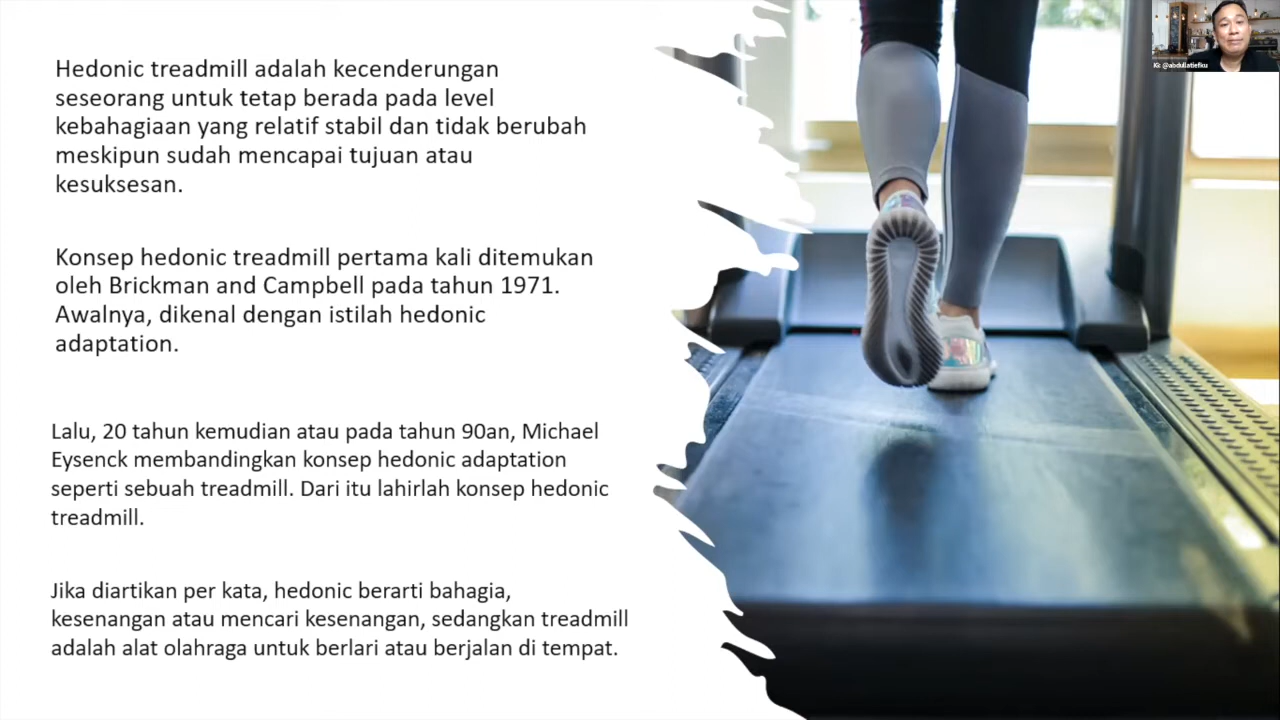 Hedonic treadmill adalah kecenderungan
seseorang untuk tetap berada pada level
kebahagiaan yang relatif stabil dan tidak berubah
meskipun sudah mencapai tujuan atau
kesuksesan.
Konsep hedonic treadmill pertama kali ditemukan
oleh Brickman and Campbell pada tahun 1971.
Awalnya, dikenal dengan istilah hedonic
adaptation.
Lalu, 20 tahun kemudian atau pada tahun 90an, Michael
Eysenck membandingkan konsep hedonic adaptation
seperti sebuah treadmill. Dari itu lahirlah konsep hedonic
treadmill.
Jika diartikan per kata, hedonic berarti bahagia,
kesenangan atau mencari kesenangan, sedangkan treadmill
adalah alat olahraga untuk berlari atau berjalan di tempat.